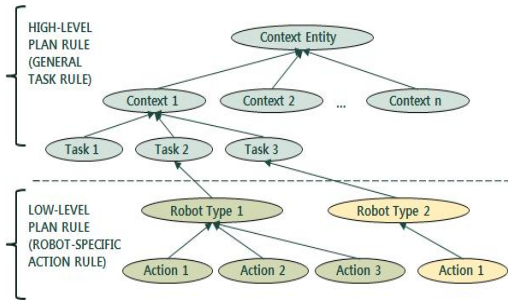 HIGH-LEVEL
PLAN RULE
(GENERAL
TASK RULE)
Context Entity
Context 1
Context 2
...
Context n
Task 1
Task 2
Task 3
LOW-LEVEL
PLAN RULE
(ROBOT-SPECIFIC
ACTION RULE)
Robot Type 1
Robot Type 2
Action 1
Action 2
Action 3
Action 1